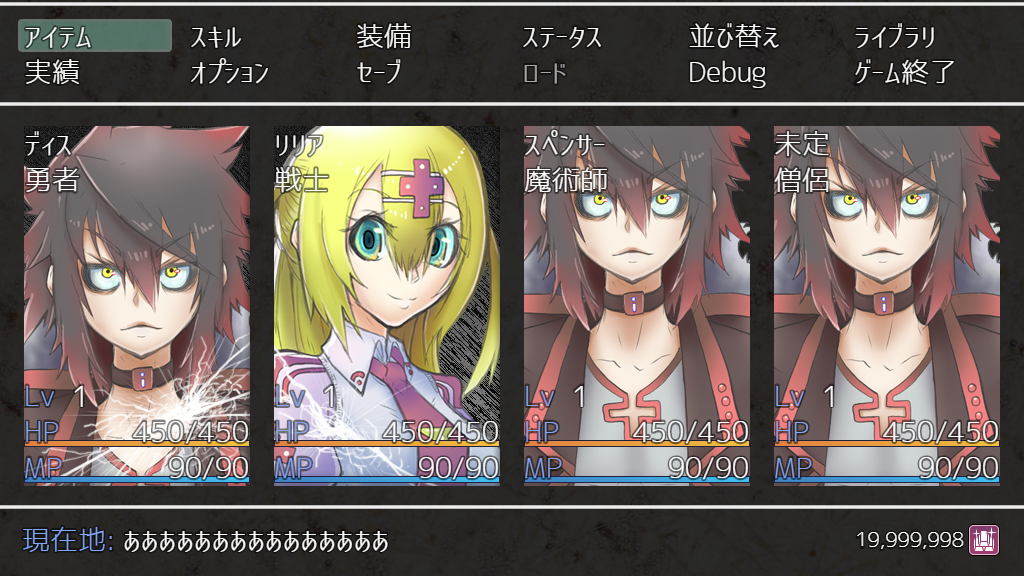 アイテム スキル 装備 ステータス 並び替え ライブラリ
実績 オプション セーブ ロード Debug ゲーム終了
ディス リリア スペンサー 未定
勇者 戦士 魔術師 僧侶
Lv 1 Lv 1 Lv 1 Lv 1
HP 450/450 HP 450/450 HP 450/450 HP 450/450
MP 90/90 MP 90/90 MP 90/90 MP 90/90
現在地: あああああああああああああああ 19,999,998